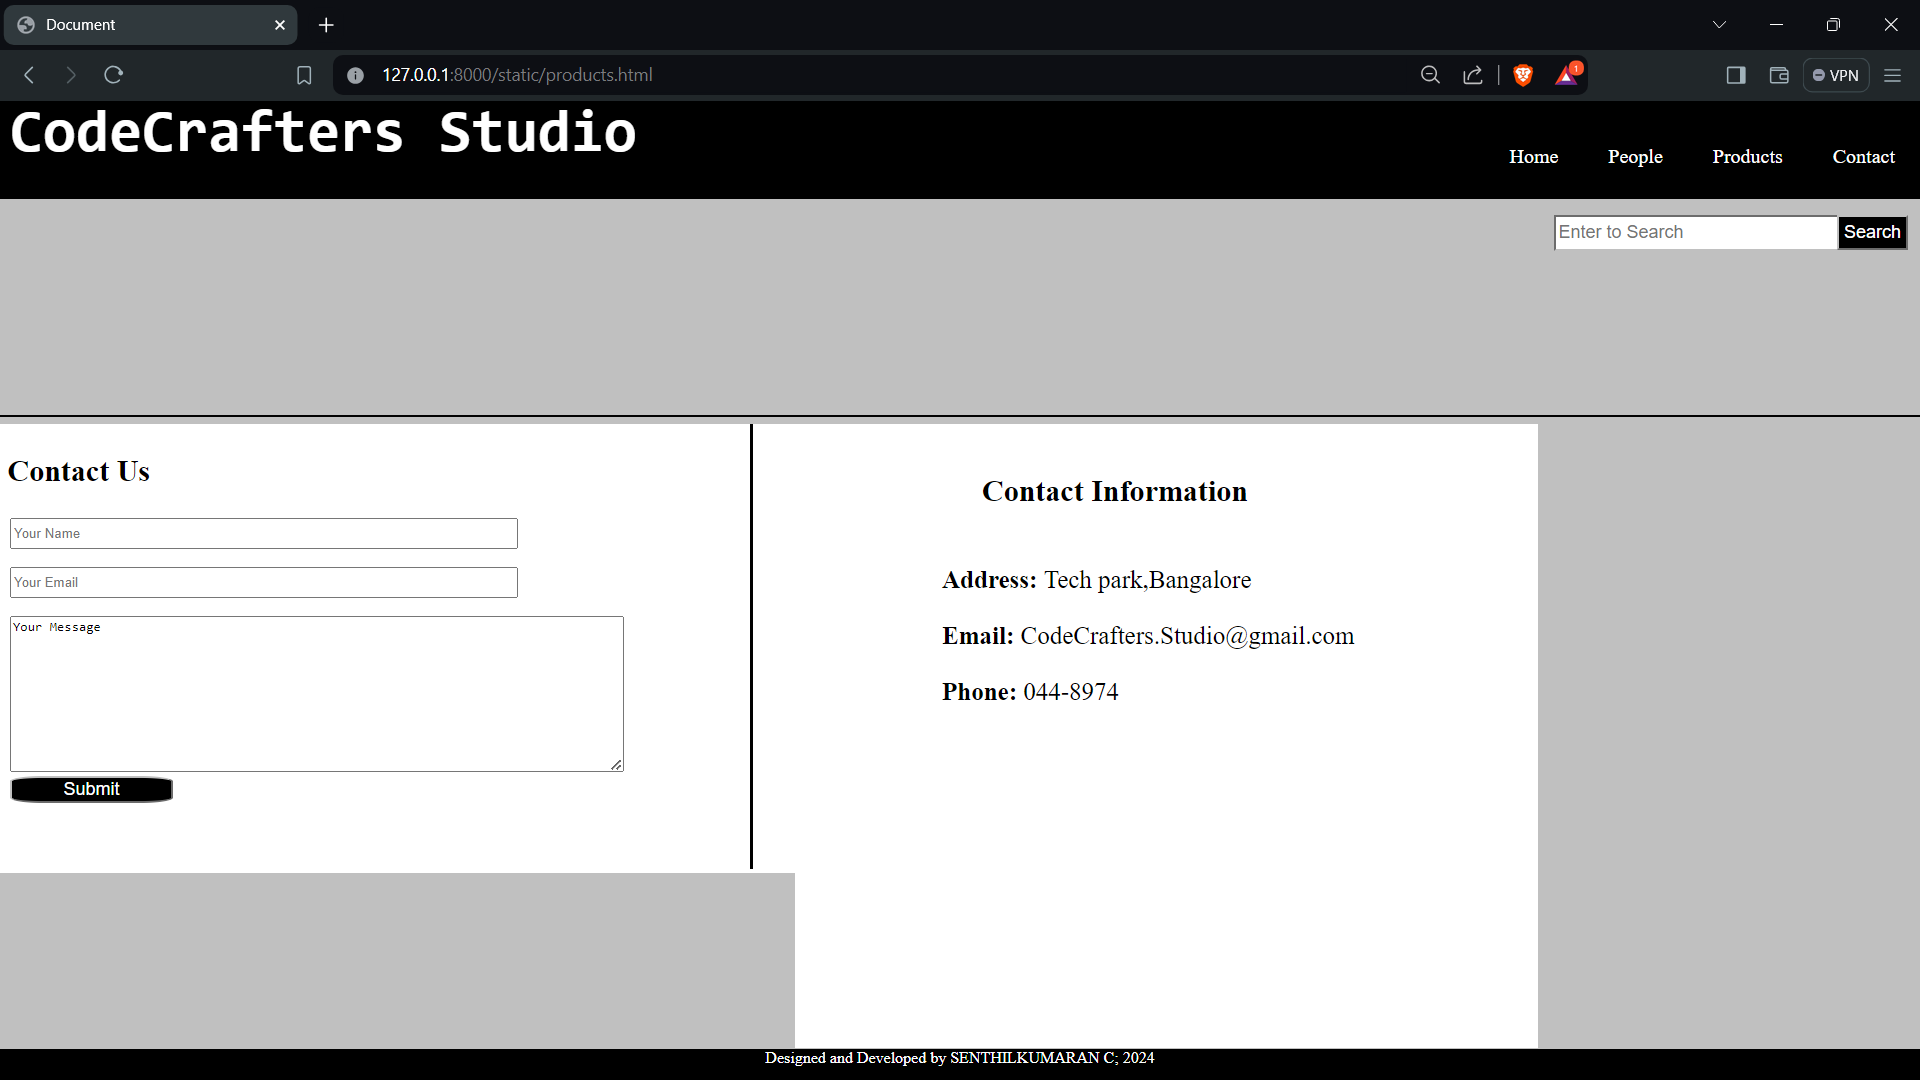 Document
127.0.0.1:8000/static/products.html
1
VPN
CodeCrafters Studio
Home People Products Contact
Enter to Search Search
Contact Us
Your Name
Your Email
Your Message
Submit
Contact Information
Address: Tech park,Bangalore
Email: CodeCrafters.Studio@gmail.com
Phone: 044-8974
Designed and Developed by SENTHILKUMARAN C; 2024